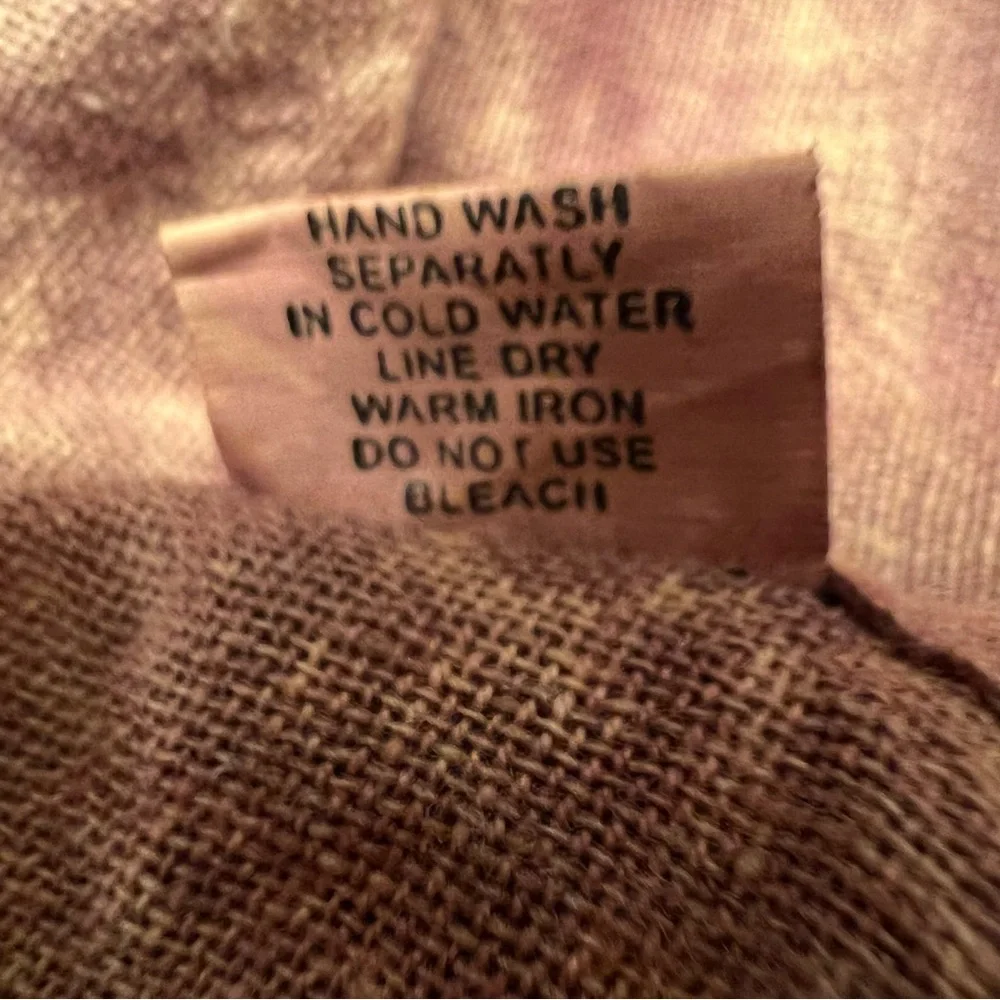 HAND WASH
SEPARATLY
IN COLD WATER
LINE DRY
WARM IRON
DO NOT USE
BLEACH